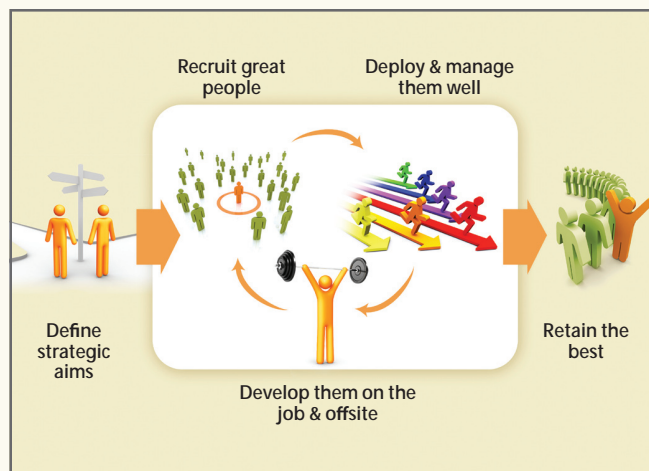 Recruit great
people
Deploy & manage
them well
Define
strategic
aims
Develop them on the
job & offsite
Retain the
best